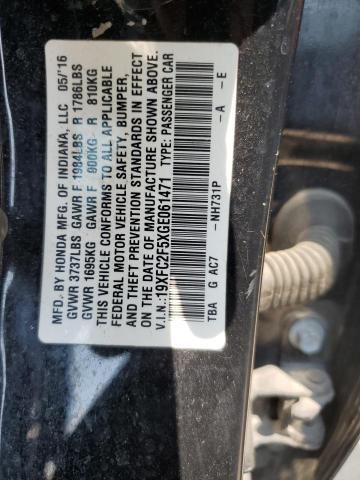 MFD. BY HONDA MFG. OF INDIANA, LLC 05/16
GVWR 3737LBS GAWR F 1984LBS R 1786LBS
GVWR 1695KG GAWR F 900KG R 810KG
THIS VEHICLE CONFORMS TO ALL APPLICABLE
FEDERAL MOTOR VEHICLE SAFETY, BUMPER,
AND THEFT PREVENTION STANDARDS IN EFFECT
ON THE DATE OF MANUFACTURE SHOWN ABOVE.
V.I.N.:19XFC2F5XGE061471 TYPE: PASSENGER CAR
TBA G AC7 -NH731P -A -E